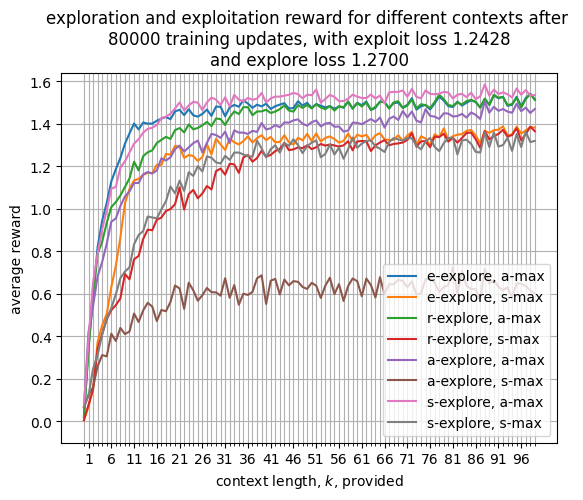 exploration and exploitation reward for different contexts after
80000 training updates, with exploit loss 1.2428
and explore loss 1.2700
average reward
1.6
1.4
1.2
1.0
0.8
0.6
0.4
0.2
0.0
e-explore, a-max
e-explore, s-max
r-explore, a-max
r-explore, s-max
a-explore, a-max
a-explore, s-max
s-explore, a-max
s-explore, s-max
1 6 11 16 21 26 31 36 41 46 51 56 61 66 71 76 81 86 91 96
context length, k, provided